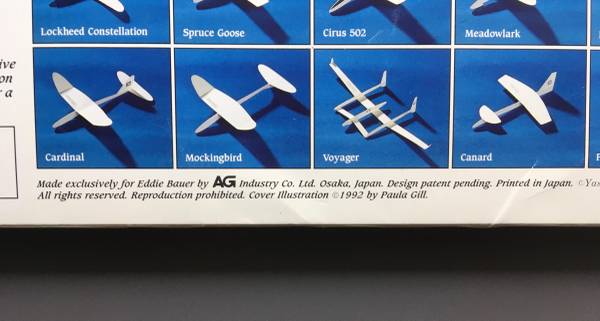 Lockheed Constellation
Spruce Goose
Cirus 502
Meadowlark
on
r a
Cardinal
Mockingbird
Voyager
Canard
Made exclusively for Eddie Bauer by AG Industry Co. Ltd. Osaka, Japan. Design patent pending. Printed in Japan. ©
All rights reserved. Reproduction prohibited. Cover Illustration ©1992 by Paula Gill.